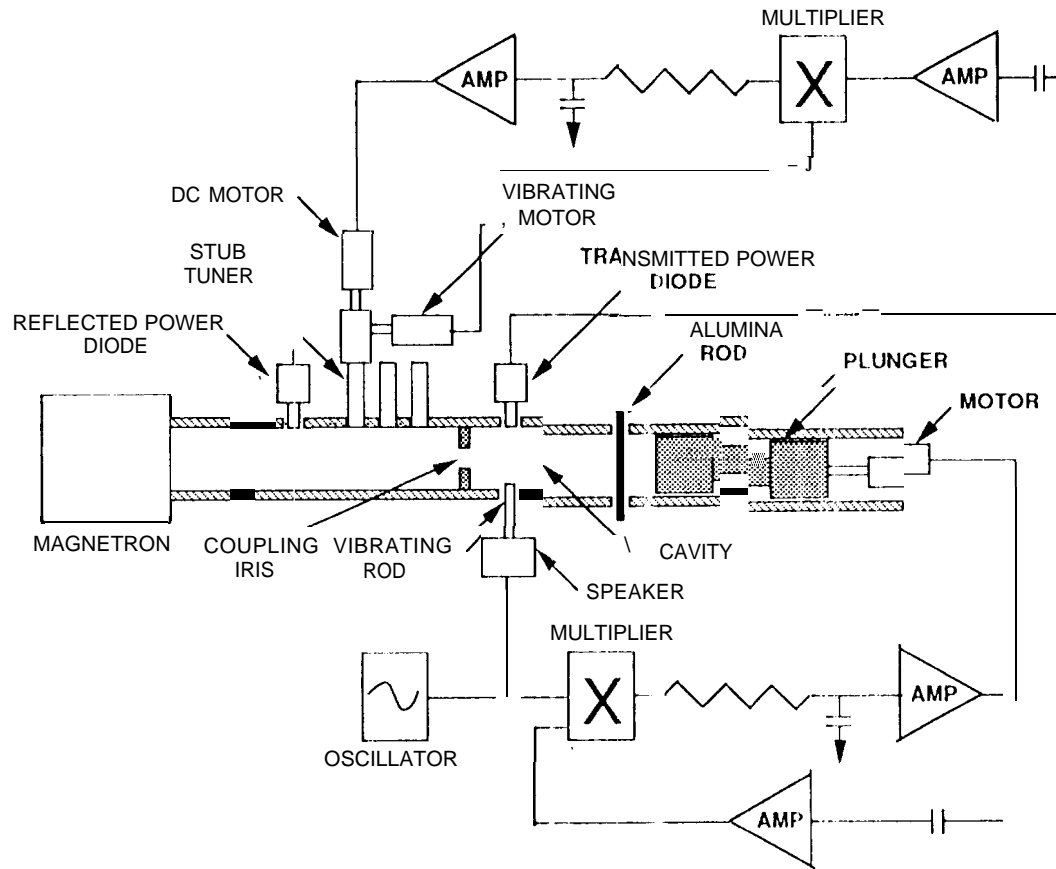 MULTIPLIER
AMP
X
AMP
DC MOTOR
VIBRATING
MOTOR
STUB
TUNER
TRANSMITTED POWER
DIODE
REFLECTED POWER
DIODE
ALUMINA
ROD
PLUNGER
MOTOR
MAGNETRON
COUPLING
IRIS
VIBRATING
ROD
CAVITY
SPEAKER
MULTIPLIER
X
AMP
OSCILLATOR
AMP